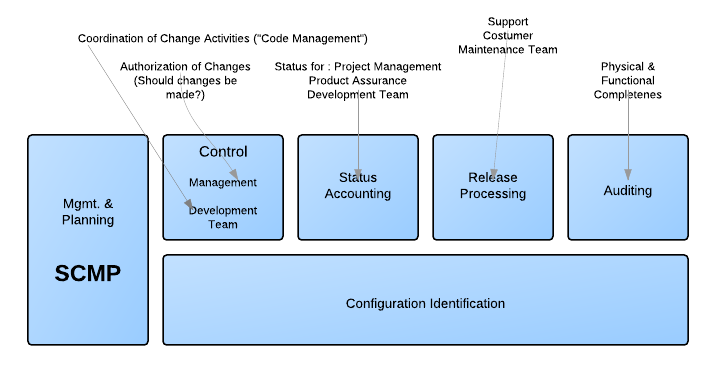 Support
Costumer
Maintenance Team
Coordination of Change Activities ("Code Management")
Authorization of Changes
(Should changes be
made?)
Status for : Project Management
Product Assurance
Development Team
Physical &
Functional
Completenes
Mgmt. &
Planning
SCMP
Control
Management
Development
Team
Status
Accounting
Release
Processing
Auditing
Configuration Identification